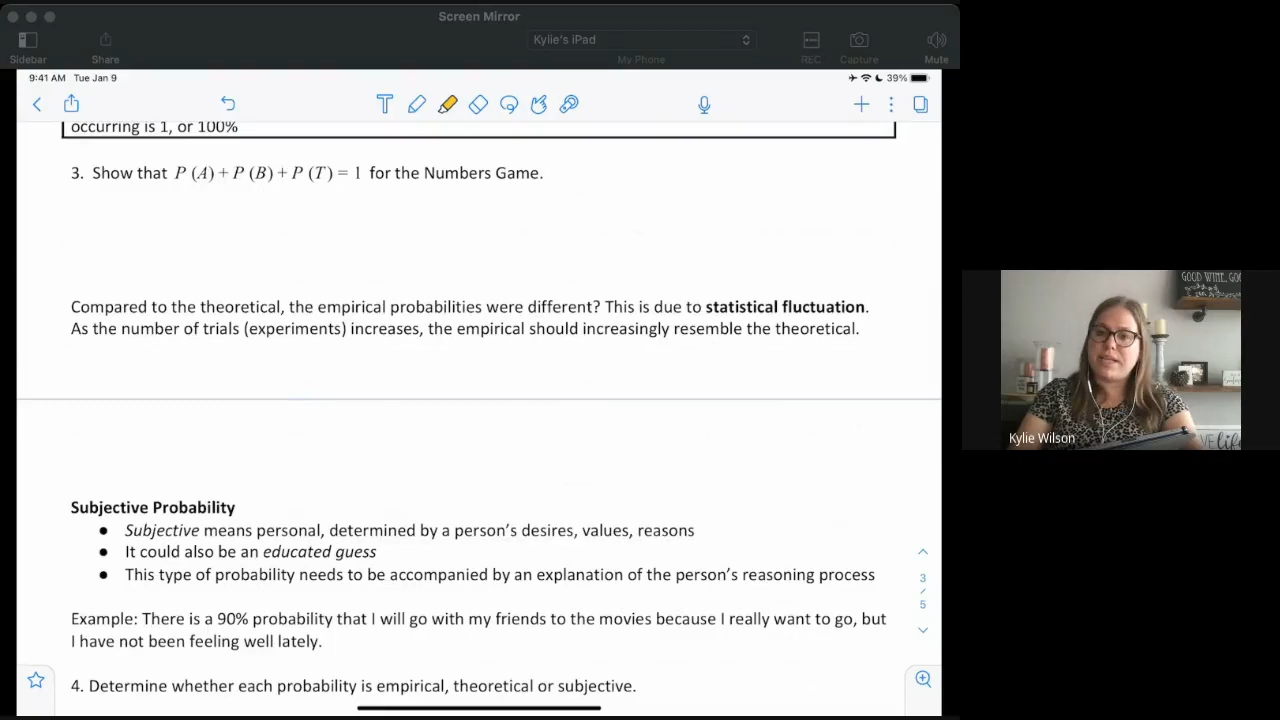 Screen Mirror
Kylie's iPad
Sidebar
Share
My Phone
REC
Capture
Mute
9:41 AM Tue Jan 9
39%
occurring is 1, or 100%
3. Show that P (A) + P (B) + P (T) = 1 for the Numbers Game.
Compared to the theoretical, the empirical probabilities were different? This is due to statistical fluctuation.
As the number of trials (experiments) increases, the empirical should increasingly resemble the theoretical.
Subjective Probability
● Subjective means personal, determined by a person's desires, values, reasons
● It could also be an educated guess
● This type of probability needs to be accompanied by an explanation of the person's reasoning process
3
/
5
Example: There is a 90% probability that I will go with my friends to the movies because I really want to go, but
I have not been feeling well lately.
4. Determine whether each probability is empirical, theoretical or subjective.
GOOD WINE, GOO
Kylie Wilson
VE life